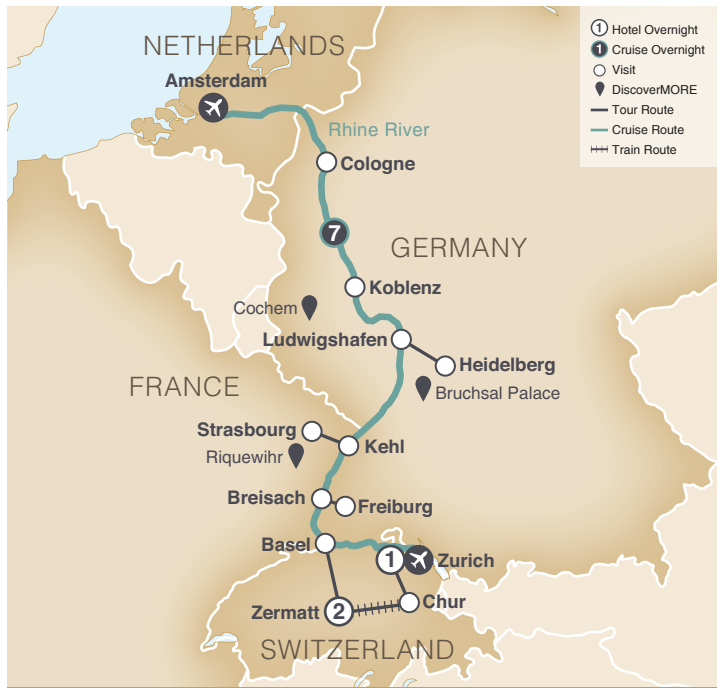 NETHERLANDS
Amsterdam
Rhine River
Cologne
7
GERMANY
Koblenz
Cochem
Ludwigshafen
Heidelberg
FRANCE
Bruchsal Palace
Strasbourg
Kehl
Riquewihr
Breisach
Freiburg
Basel
1
Zurich
Zermatt
2
Chur
SWITZERLAND
1 Hotel Overnight
1 Cruise Overnight
Visit
DiscoverMORE
Tour Route
Cruise Route
Train Route